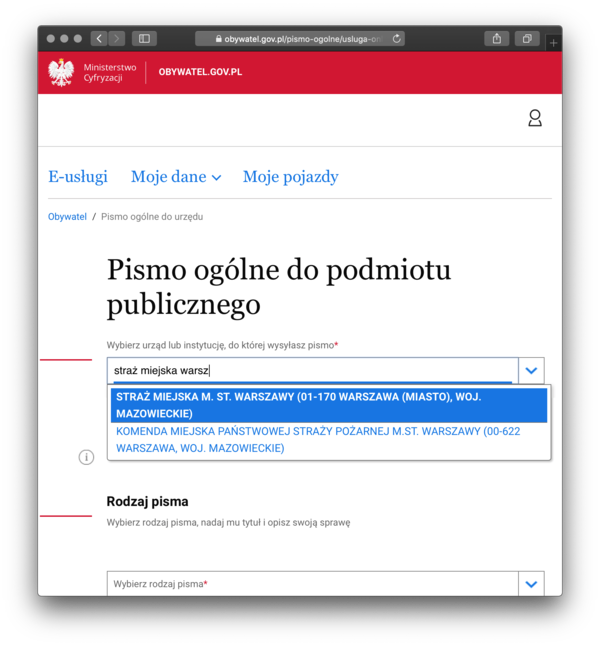 obywatel.gov.pl/pismo-ogolne/usluga-on
Ministerstwo
Cyfryzacji
OBYWATEL.GOV.PL
E-usługi Moje dane Moje pojazdy
Obywatel / Pismo ogólne do urzędu
Pismo ogólne do podmiotu
publicznego
Wybierz urząd lub instytucję, do której wysyłasz pismo*
straż miejska warsz
STRAŻ MIEJSKA M. ST. WARSZAWY (01-170 WARSZAWA (MIASTO), WOJ.
MAZOWIECKIE)
KOMENDA MIEJSKA PAŃSTWOWEJ STRAŻY POŻARNEJ M.ST. WARSZAWY (00-622
WARSZAWA, WOJ. MAZOWIECKIE)
Rodzaj pisma
Wybierz rodzaj pisma, nadaj mu tytuł i opisz swoją sprawę
Wybierz rodzaj pisma*